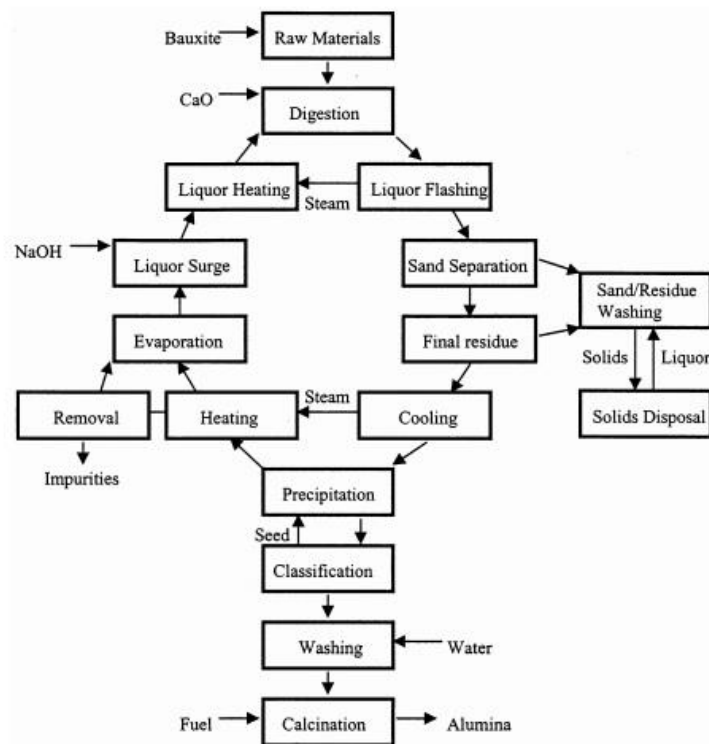 Bauxite
Raw Materials
CaO
Digestion
Liquor Heating
Steam
Liquor Flashing
NaOH
Liquor Surge
Sand Separation
Sand/Residue
Washing
Evaporation
Final residue
Solids
Liquor
Removal
Heating
Steam
Cooling
Solids Disposal
Impurities
Precipitation
Seed
Classification
Washing
Water
Fuel
Calcination
Alumina